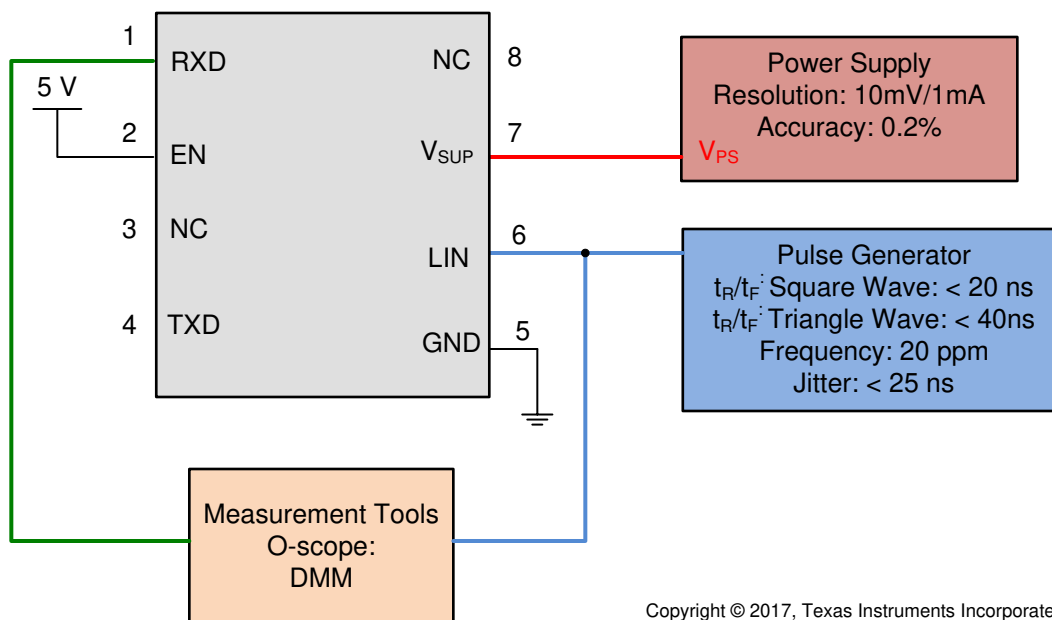 1
RXD
NC
8
5 V
2
EN
VSUP
7
3
NC
LIN
6
4
TXD
GND
5
Power Supply
Resolution: 10mV/1mA
Accuracy: 0.2%
VPS
Pulse Generator
tR/tF: Square Wave: < 20 ns
tR/tF: Triangle Wave: < 40ns
Frequency: 20 ppm
Jitter: < 25 ns
Measurement Tools
O-scope:
DMM
Copyright © 2017, Texas Instruments Incorporate